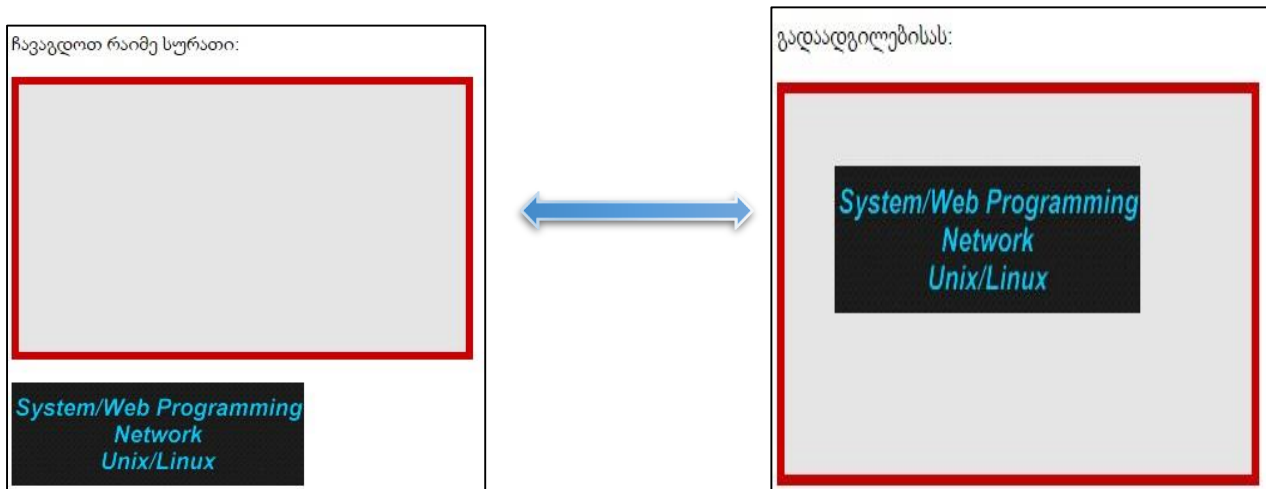 ჩავაგდოთ რაიმე სურათი:
System/Web Programming
Network
Unix/Linux
გადაადგილებისას:
System/Web Programming
Network
Unix/Linux